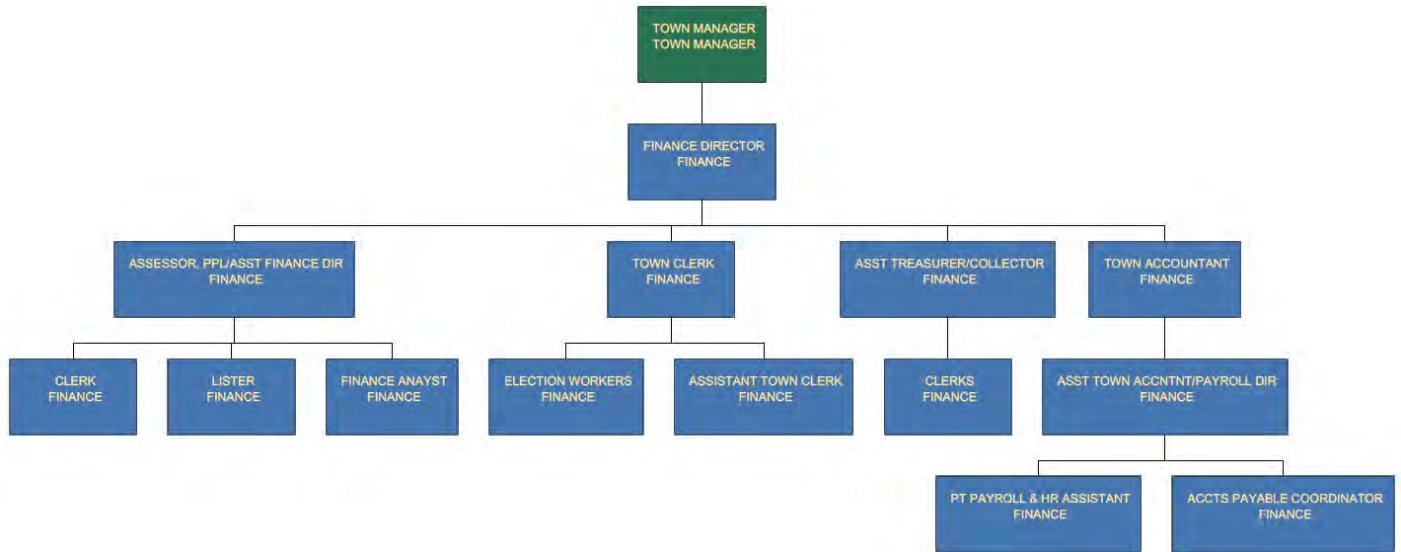 TOWN MANAGER
TOWN MANAGER
FINANCE DIRECTOR
FINANCE
ASSESSOR, PPL/ASST FINANCE DIR
FINANCE
TOWN CLERK
FINANCE
ASST TREASURER/COLLECTOR
FINANCE
TOWN ACCOUNTANT
FINANCE
CLERK
FINANCE
LISTER
FINANCE
FINANCE ANAYST
FINANCE
ELECTION WORKERS
FINANCE
ASSISTANT TOWN CLERK
FINANCE
CLERKS
FINANCE
ASST TOWN ACCNTNT/PAYROLL DIR
FINANCE
PT PAYROLL & HR ASSISTANT
FINANCE
ACCTS PAYABLE COORDINATOR
FINANCE